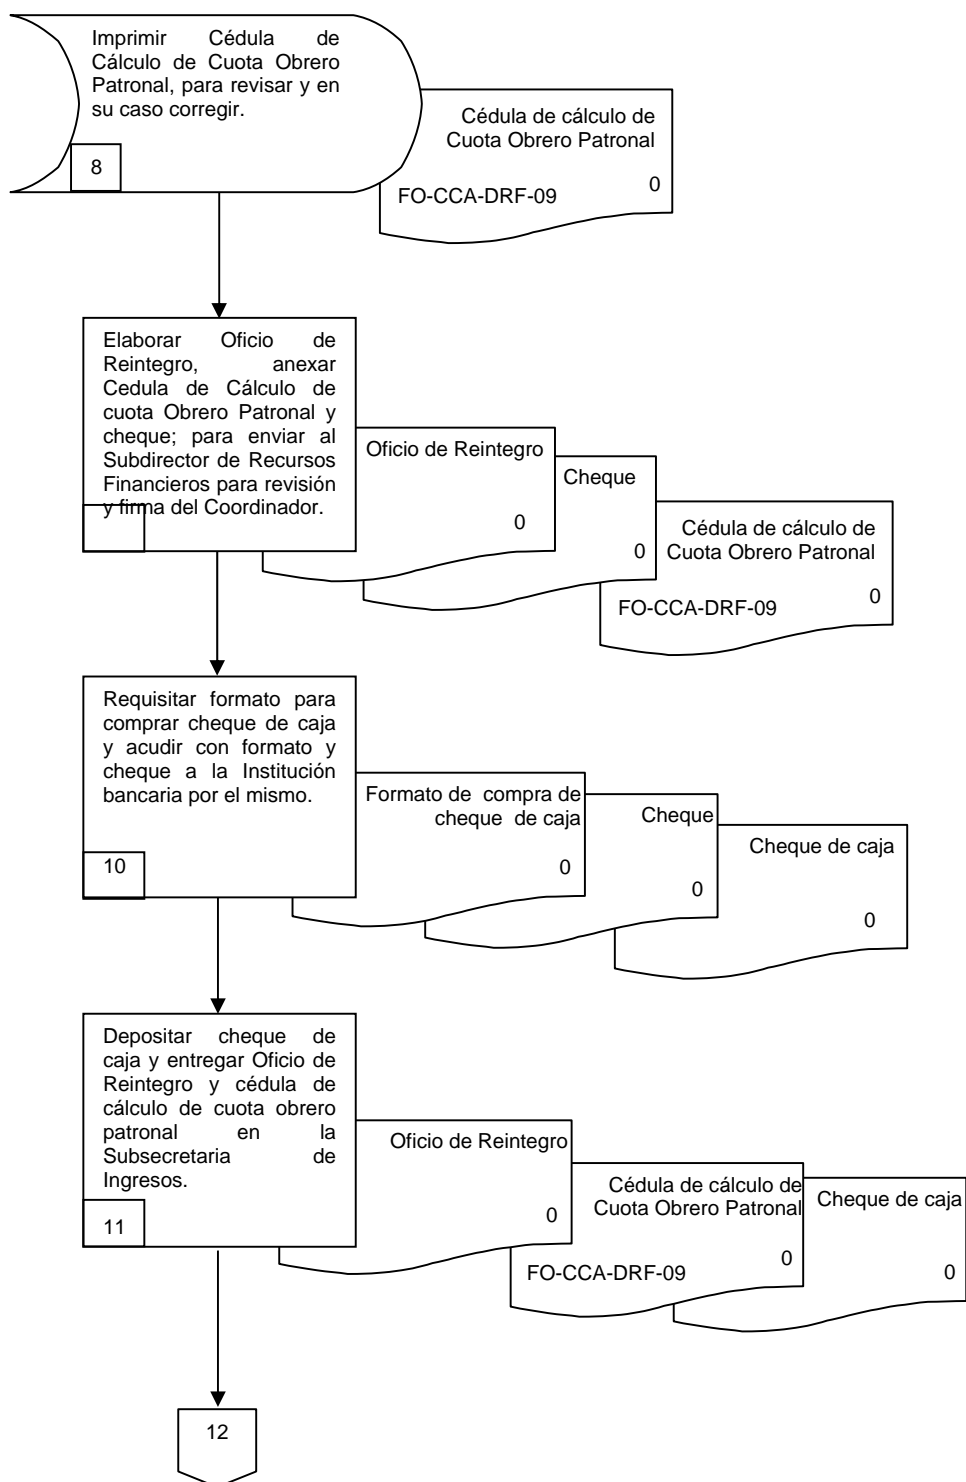 Imprimir Cédula de
Cálculo de Cuota Obrero
Patronal, para revisar y en
su caso corregir.
8
Cédula de cálculo de
Cuota Obrero Patronal
0
FO-CCA-DRF-09
Elaborar Oficio de
Reintegro, anexar
Cedula de Cálculo de
cuota Obrero Patronal y
cheque; para enviar al
Subdirector de Recursos
Financieros para revisión
y firma del Coordinador.
Oficio de Reintegro
0
Cheque
0
Cédula de cálculo de
Cuota Obrero Patronal
0
FO-CCA-DRF-09
Requisitar formato para
comprar cheque de caja
y acudir con formato y
cheque a la Institución
bancaria por el mismo.
10
Formato de compra de
cheque de caja
0
Cheque
0
Cheque de caja
0
Depositar cheque de
caja y entregar Oficio de
Reintegro y cédula de
cálculo de cuota obrero
patronal en la
Subsecretaria de
Ingresos.
11
Oficio de Reintegro
0
Cédula de cálculo de
Cuota Obrero Patronal
0
FO-CCA-DRF-09
Cheque de caja
0
12